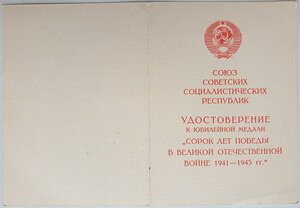 СОЮЗ
СОВЕТСКИХ
СОЦИАЛИСТИЧЕСКИХ
РЕСПУБЛИК
УДОСТОВЕРЕНИЕ
К ЮБИЛЕЙНОЙ МЕДАЛИ
„СОРОК ЛЕТ ПОБЕДЫ
В ВЕЛИКОЙ ОТЕЧЕСТВЕННОЙ
ВОЙНЕ 1941—1945 гг.“